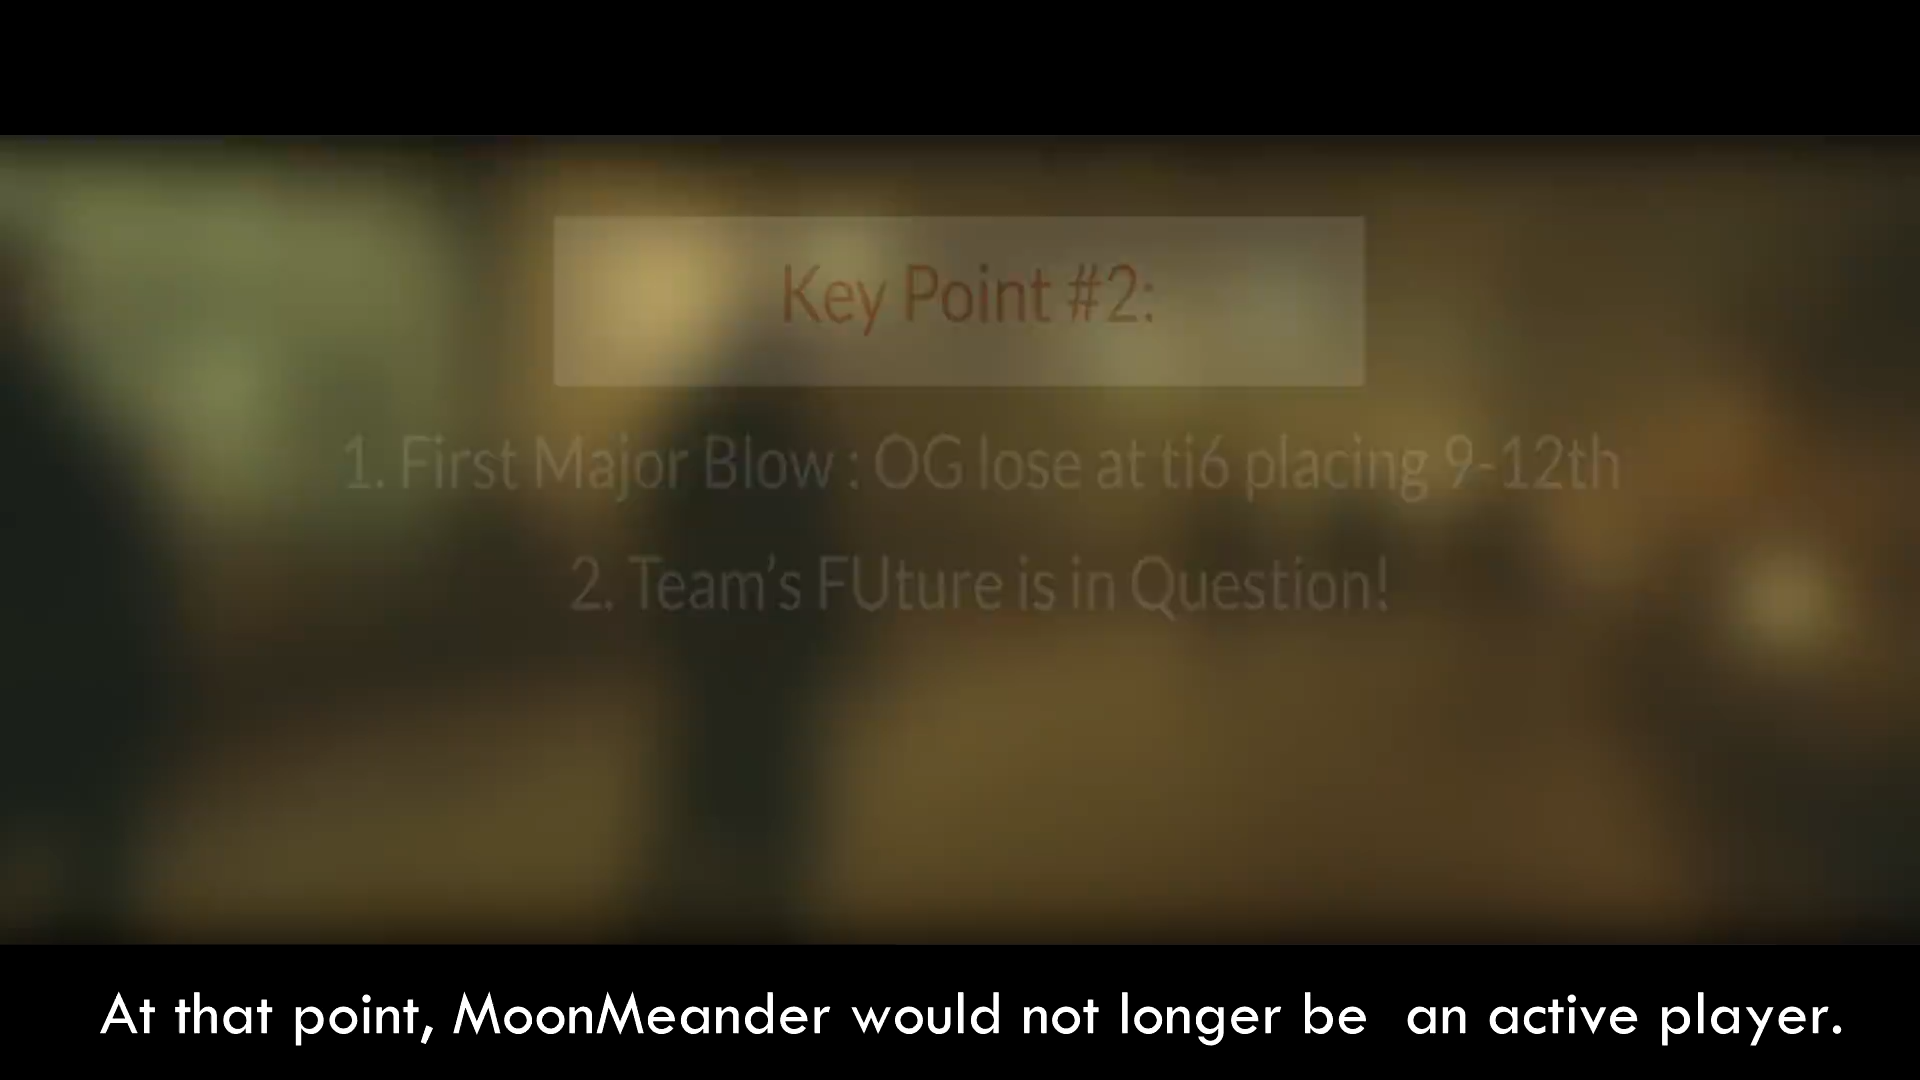 Key Point #2:
1. First Major Blow : OG lose at ti6 placing 9-12th
2. Team's FUture is in Question!
At that point, MoonMeander would not longer be  an active player.